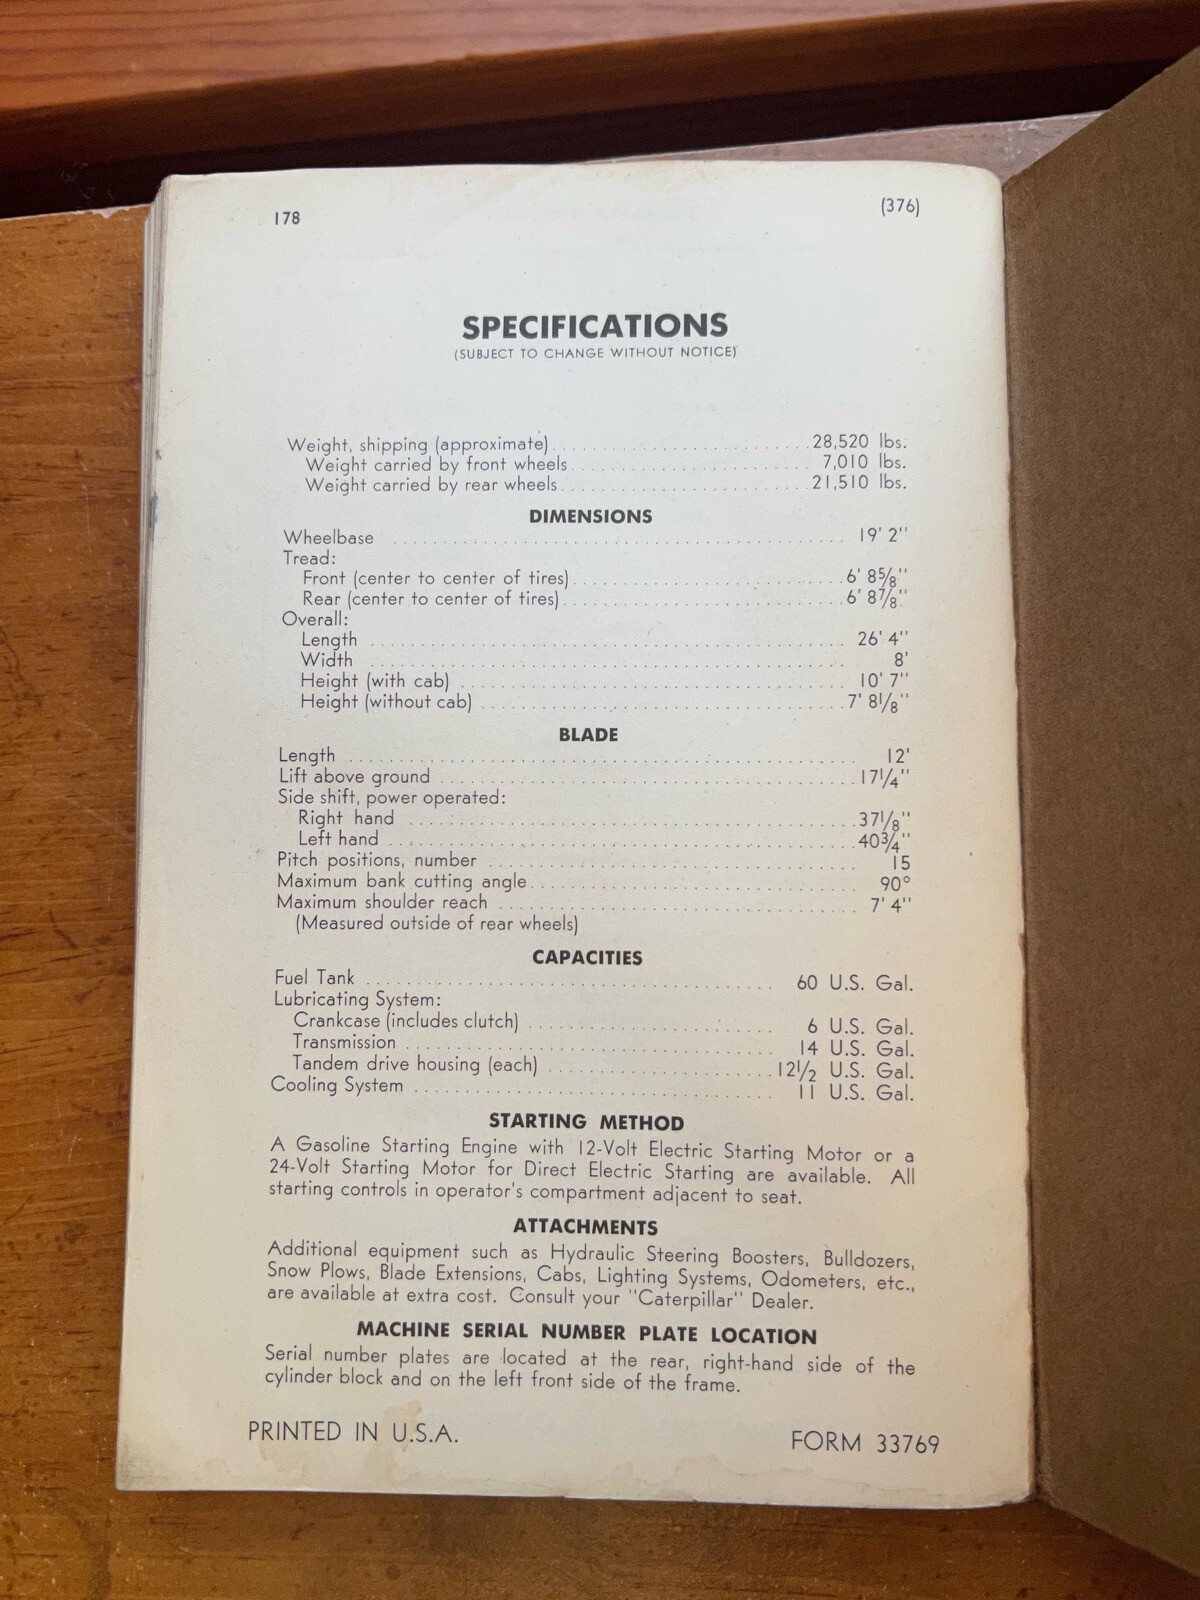 178 (376)
SPECIFICATIONS
(SUBJECT TO CHANGE WITHOUT NOTICE)
Weight, shipping (approximate) 28,520 lbs.
Weight carried by front wheels 7,010 lbs.
Weight carried by rear wheels 21,510 lbs.
DIMENSIONS
Wheelbase 19' 2"
Tread:
Front (center to center of tires) 6' 8⅝"
Rear (center to center of tires) 6' 8⅞"
Overall:
Length 26' 4"
Width 8'
Height (with cab) 10' 7"
Height (without cab) 7' 8⅛"
BLADE
Length 12'
Lift above ground 17¼"
Side shift, power operated:
Right hand 37⅛"
Left hand 40¾"
Pitch positions, number 15
Maximum bank cutting angle 90°
Maximum shoulder reach 7' 4"
(Measured outside of rear wheels)
CAPACITIES
Fuel Tank 60 U.S. Gal.
Lubricating System:
Crankcase (includes clutch) 6 U.S. Gal.
Transmission 14 U.S. Gal.
Tandem drive housing (each) 12½ U.S. Gal.
Cooling System 11 U.S. Gal.
STARTING METHOD
A Gasoline Starting Engine with 12-Volt Electric Starting Motor or a
24-Volt Starting Motor for Direct Electric Starting are available. All
starting controls in operator's compartment adjacent to seat.
ATTACHMENTS
Additional equipment such as Hydraulic Steering Boosters, Bulldozers,
Snow Plows, Blade Extensions, Cabs, Lighting Systems, Odometers, etc.,
are available at extra cost. Consult your "Caterpillar" Dealer.
MACHINE SERIAL NUMBER PLATE LOCATION
Serial number plates are located at the rear, right-hand side of the
cylinder block and on the left front side of the frame.
PRINTED IN U.S.A. FORM 33769